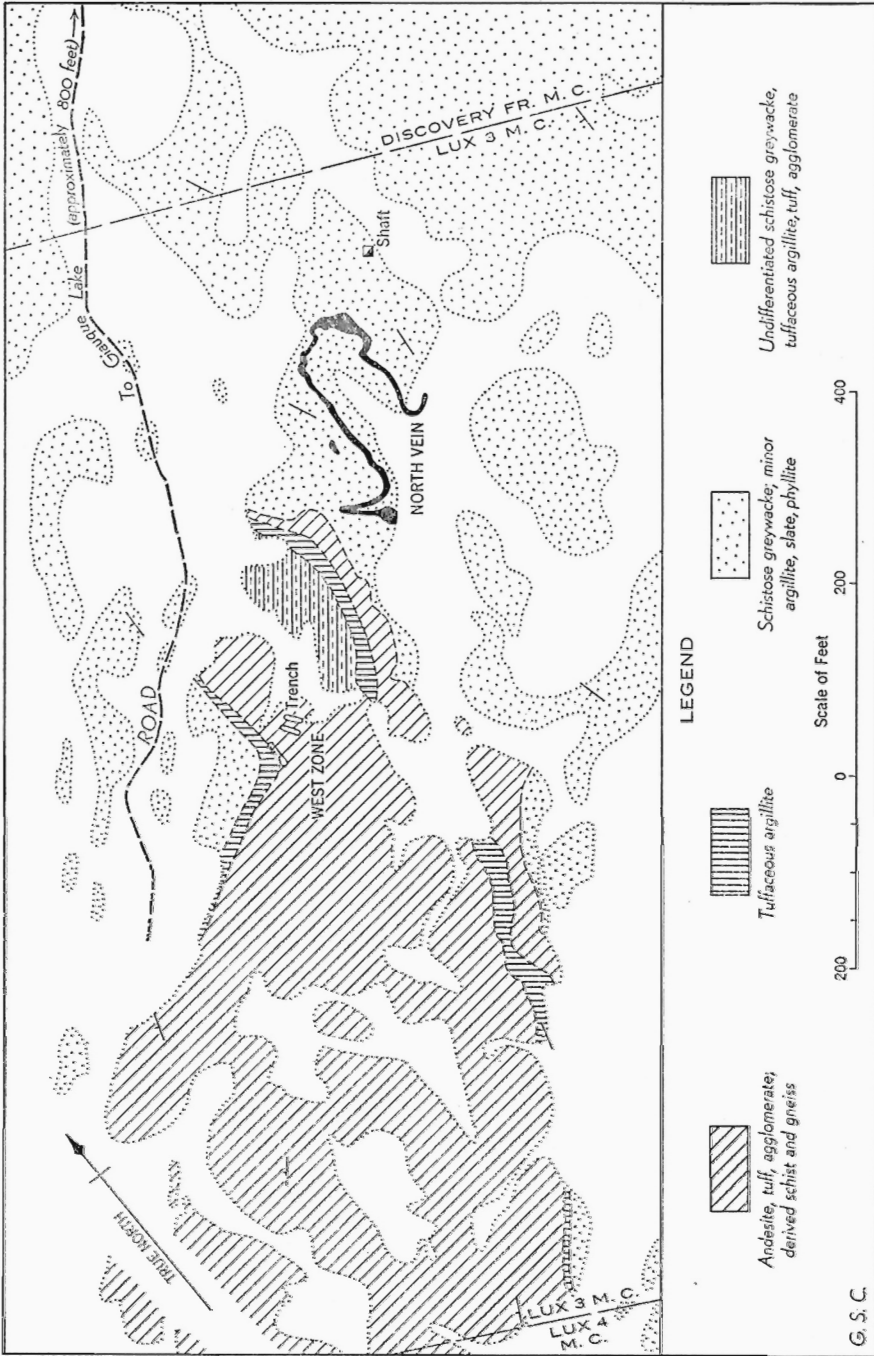 To Giauque Lake (approximately 800 feet)
ROAD
DISCOVERY FR. M. C.
LUX 3 M. C.
Shaft
NORTH VEIN
Trench
WEST ZONE
TRUE NORTH
LUX 3 M. C.
LUX 4
M. C.
LEGEND
Andesite, tuff, agglomerate;
derived schist and gneiss
Tuffaceous argillite
Schistose greywacke; minor
argillite, slate, phyllite
Undifferentiated schistose greywacke,
tuffaceous argillite, tuff, agglomerate
Scale of Feet
200 0 200 400
G. S. C.